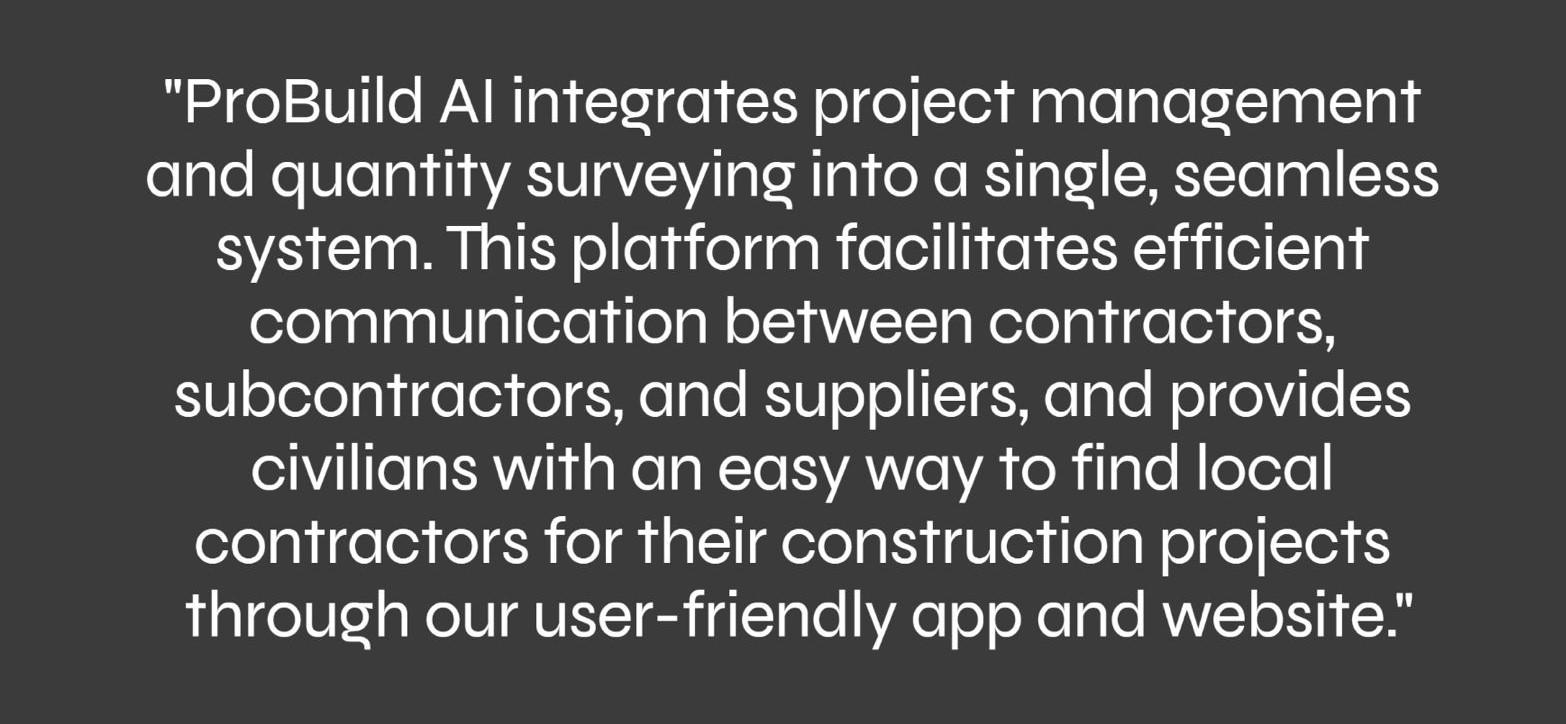 "ProBuild AI integrates project management
and quantity surveying into a single, seamless
system. This platform facilitates efficient
communication between contractors,
subcontractors, and suppliers, and provides
civilians with an easy way to find local
contractors for their construction projects
through our user-friendly app and website."